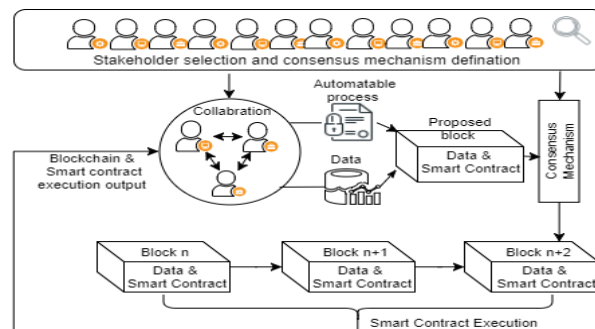 Stakeholder selection and consensus mechanism defination
Automatable
process
Collabration
Proposed
block
Data &
Smart Contract
Consensus
Mechanism
Blockchain &
Smart contract
execution output
Data
Block n
Data &
Smart Contract
Block n+1
Data &
Smart Contract
Block n+2
Data &
Smart Contract
Smart Contract Execution